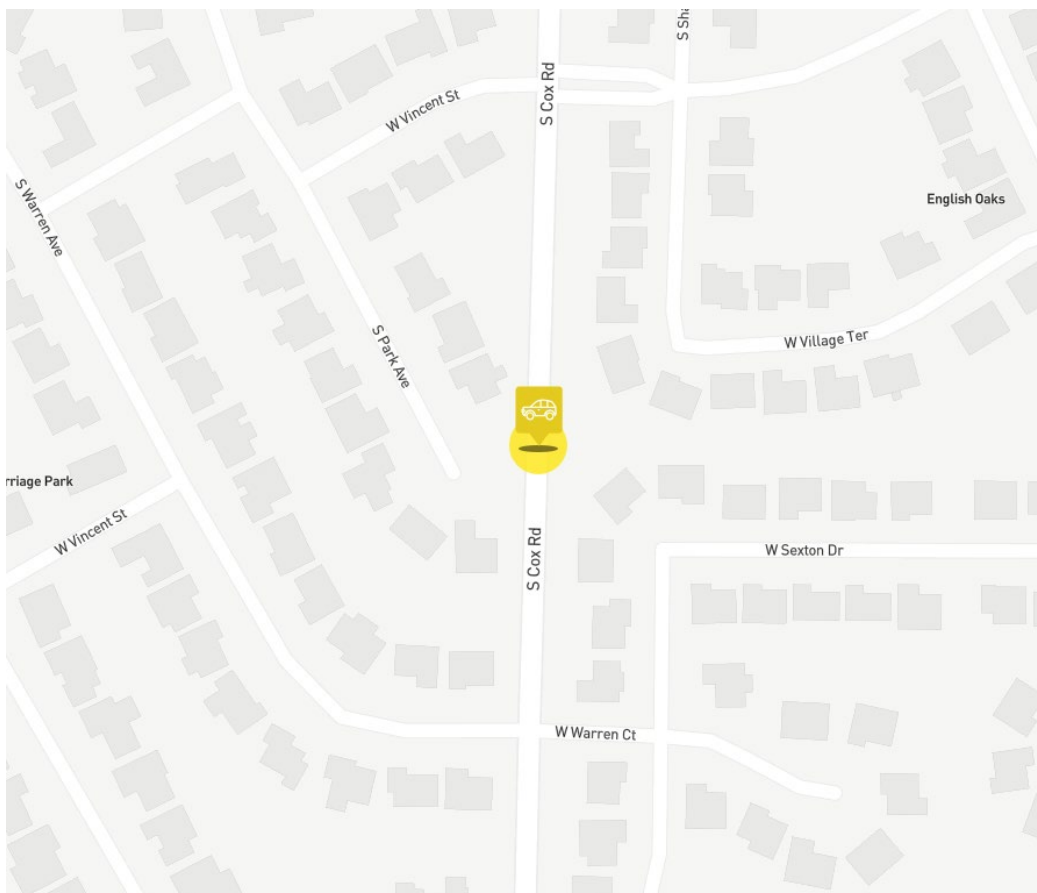 S Sha
S Cox Rd
W Vincent St
S Warren Ave
English Oaks
W Village Ter
S Park Ave
rriage Park
W Vincent St
S Cox Rd
W Sexton Dr
W Warren Ct